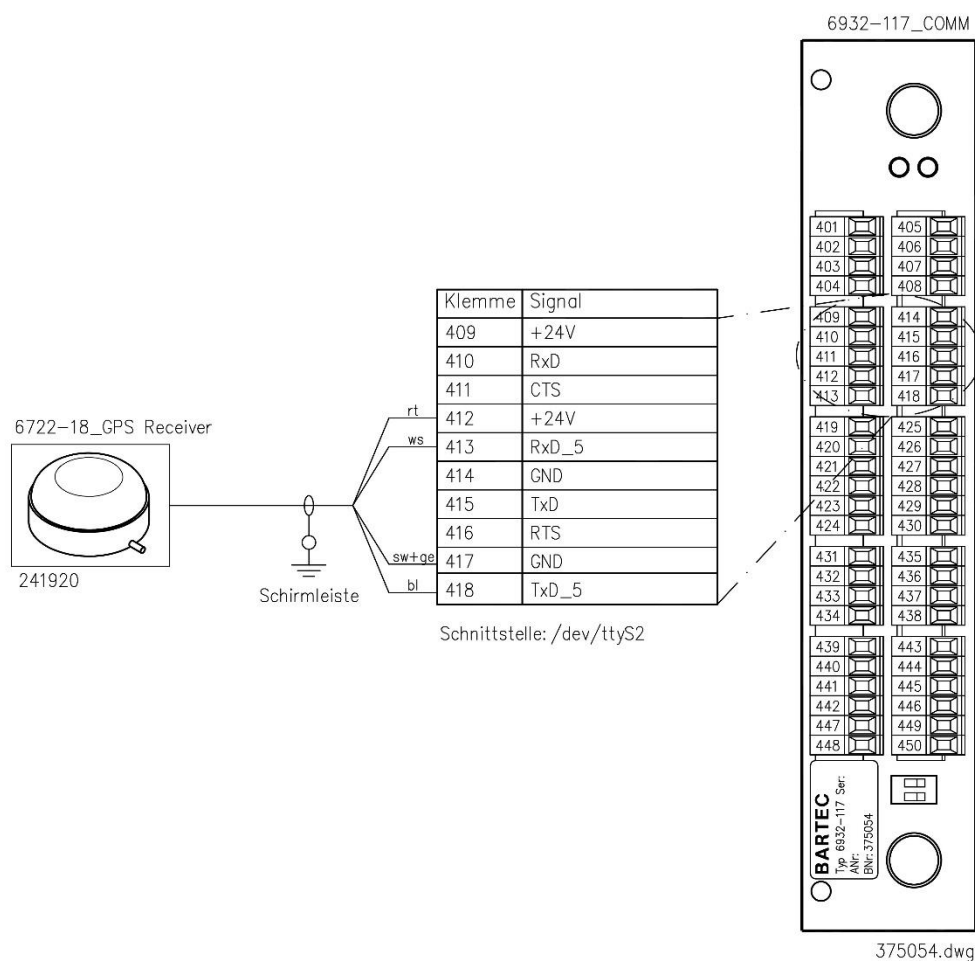 6932-117_COMM
401 405
402 406
403 407
404 408
409 414
410 415
411 416
412 417
413 418
419 425
420 426
421 427
422 428
423 429
424 430
431 435
432 436
433 437
434 438
439 443
440 444
441 445
442 446
447 449
448 450
BARTEC
Typ 6932-117 Ser:
ANr:
BNr: 375054
375054.dwg
Klemme Signal
409 +24V
410 RxD
411 CTS
rt 412 +24V
ws 413 RxD_5
414 GND
415 TxD
416 RTS
sw+ge 417 GND
bl 418 TxD_5
Schnittstelle: /dev/ttyS2
6722-18_GPS Receiver
241920
Schirmleiste